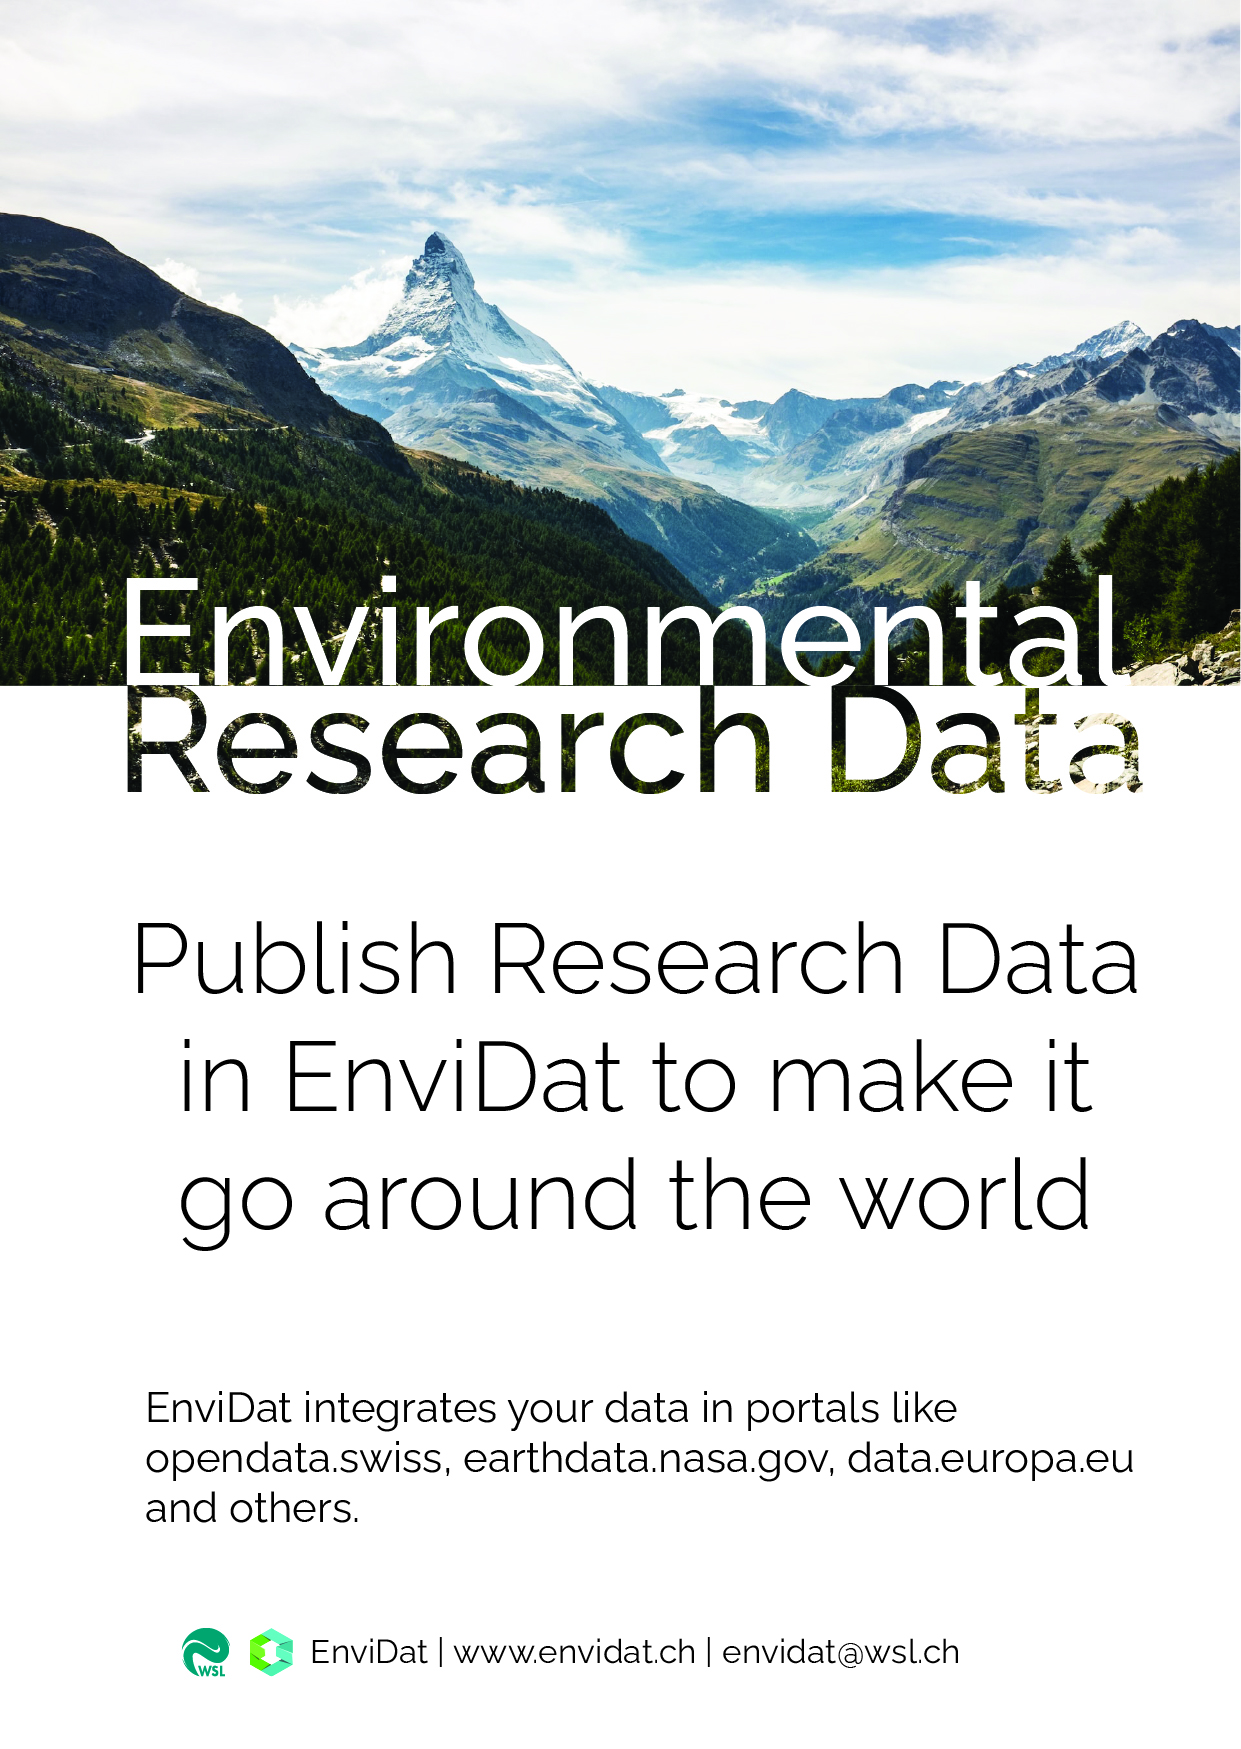 Environmental
Research Data
Publish Research Data
in EnviDat to make it
go around the world
EnviDat integrates your data in portals like
opendata.swiss, earthdata.nasa.gov, data.europa.eu
and others.
WSL EnviDat | www.envidat.ch | envidat@wsl.ch